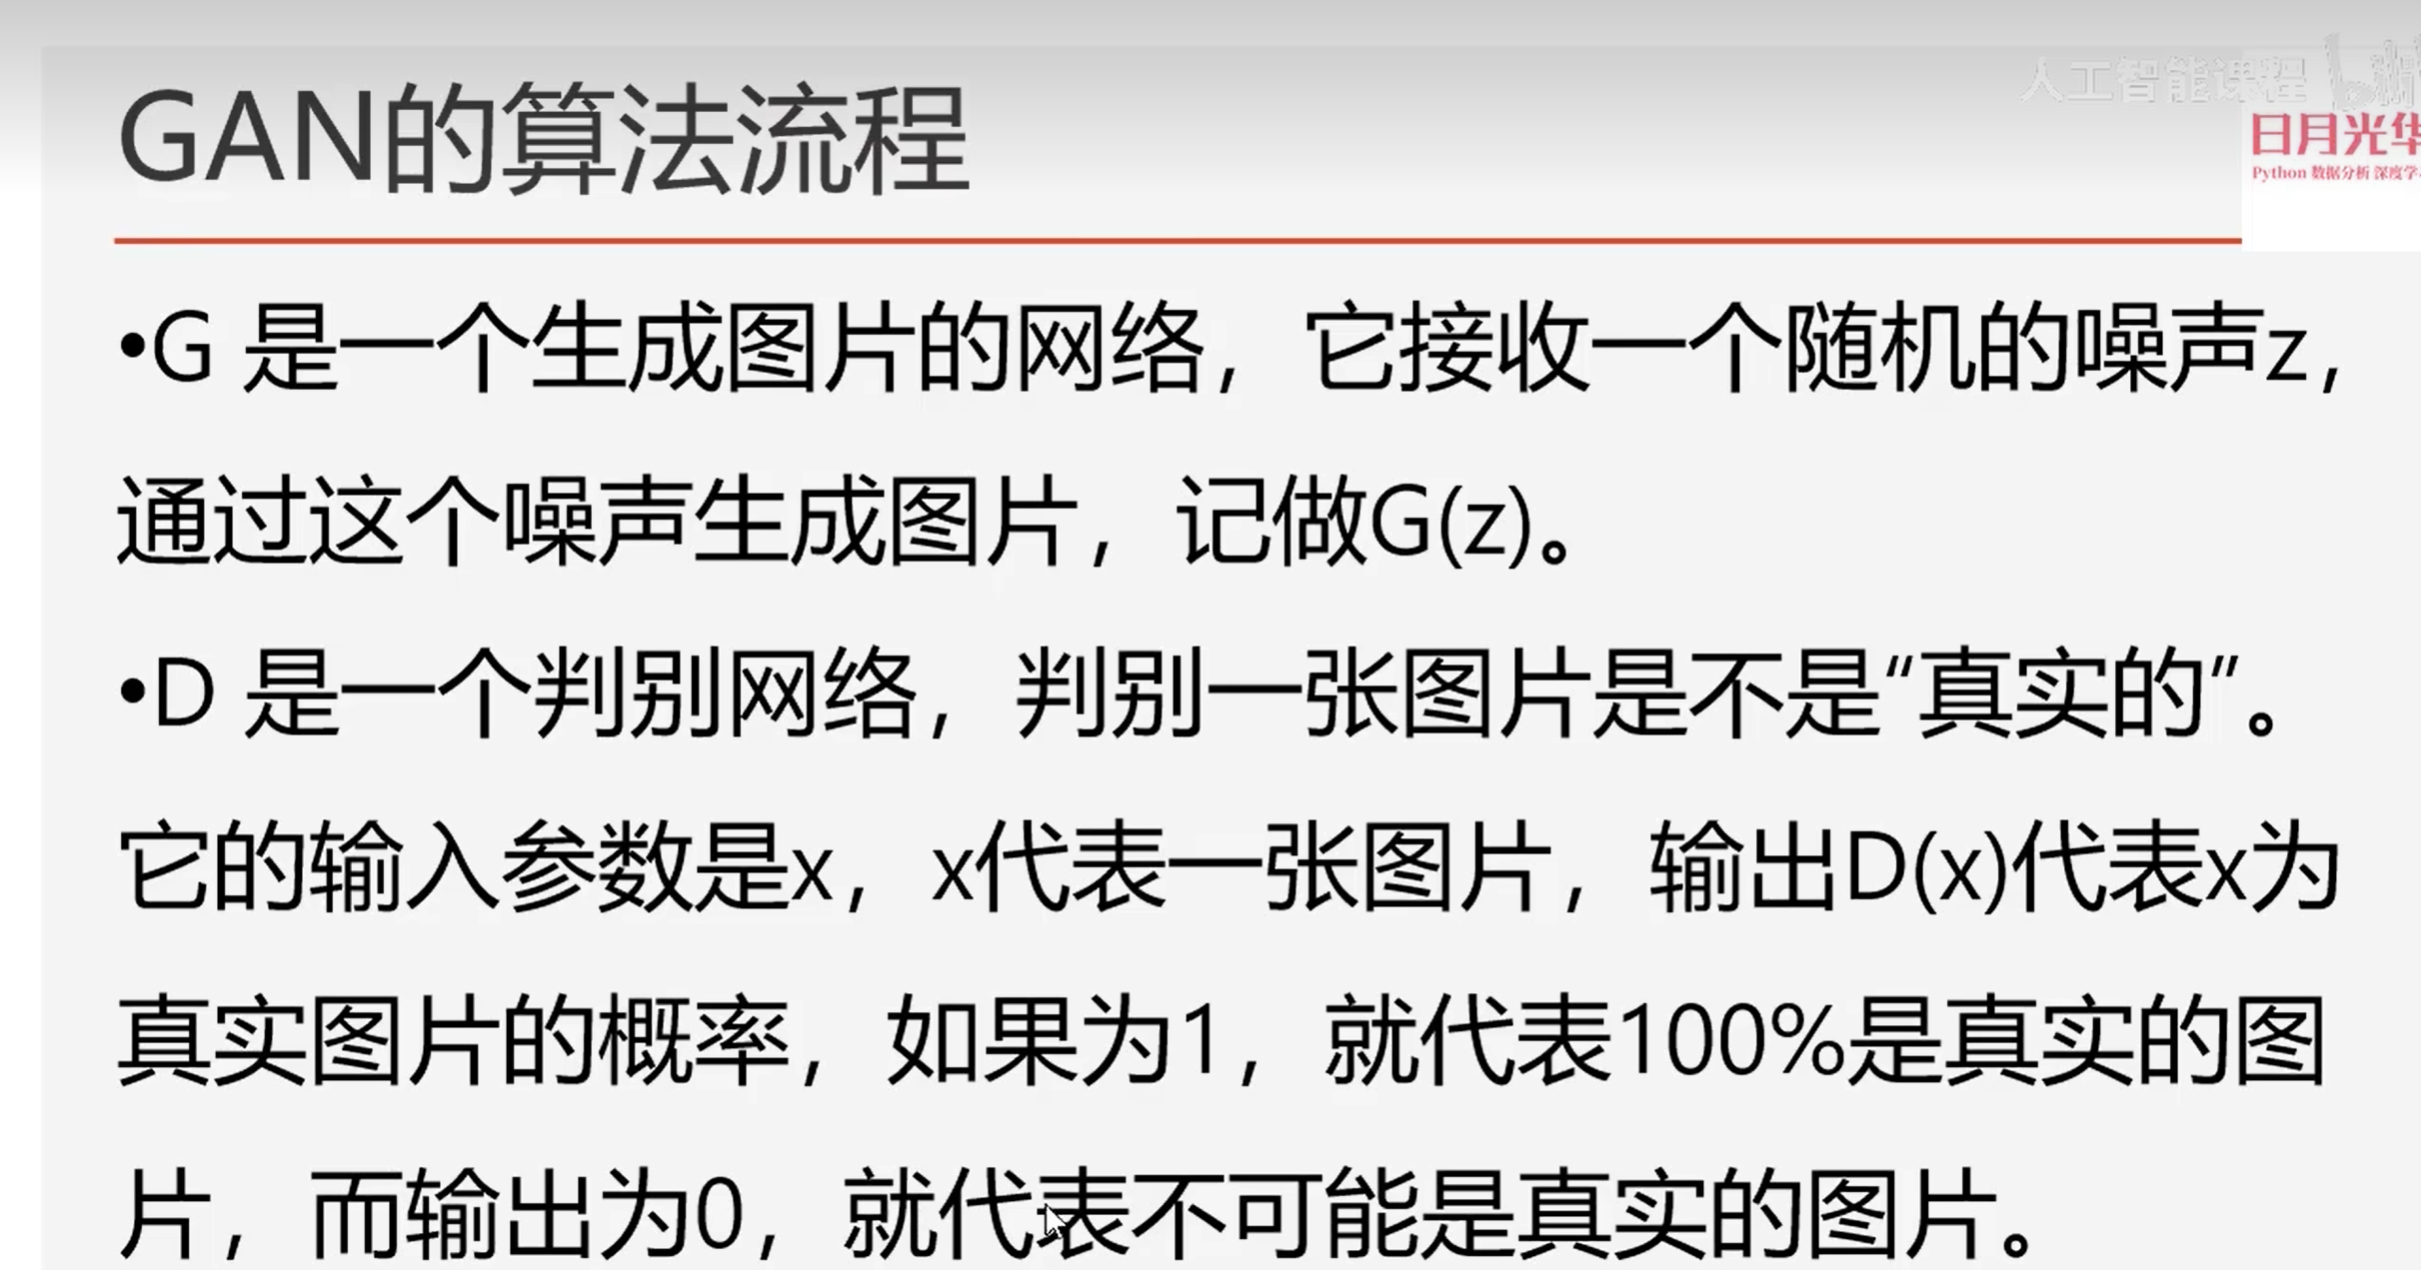 GAN的算法流程
人工智能课程
日月光华
Python 数据分析 深度学
•G 是一个生成图片的网络，它接收一个随机的噪声z，
通过这个噪声生成图片，记做G(z)。
•D 是一个判别网络，判别一张图片是不是“真实的”。
它的输入参数是x，x代表一张图片，输出D(x)代表x为
真实图片的概率，如果为1，就代表100%是真实的图
片，而输出为0，就代表不可能是真实的图片。